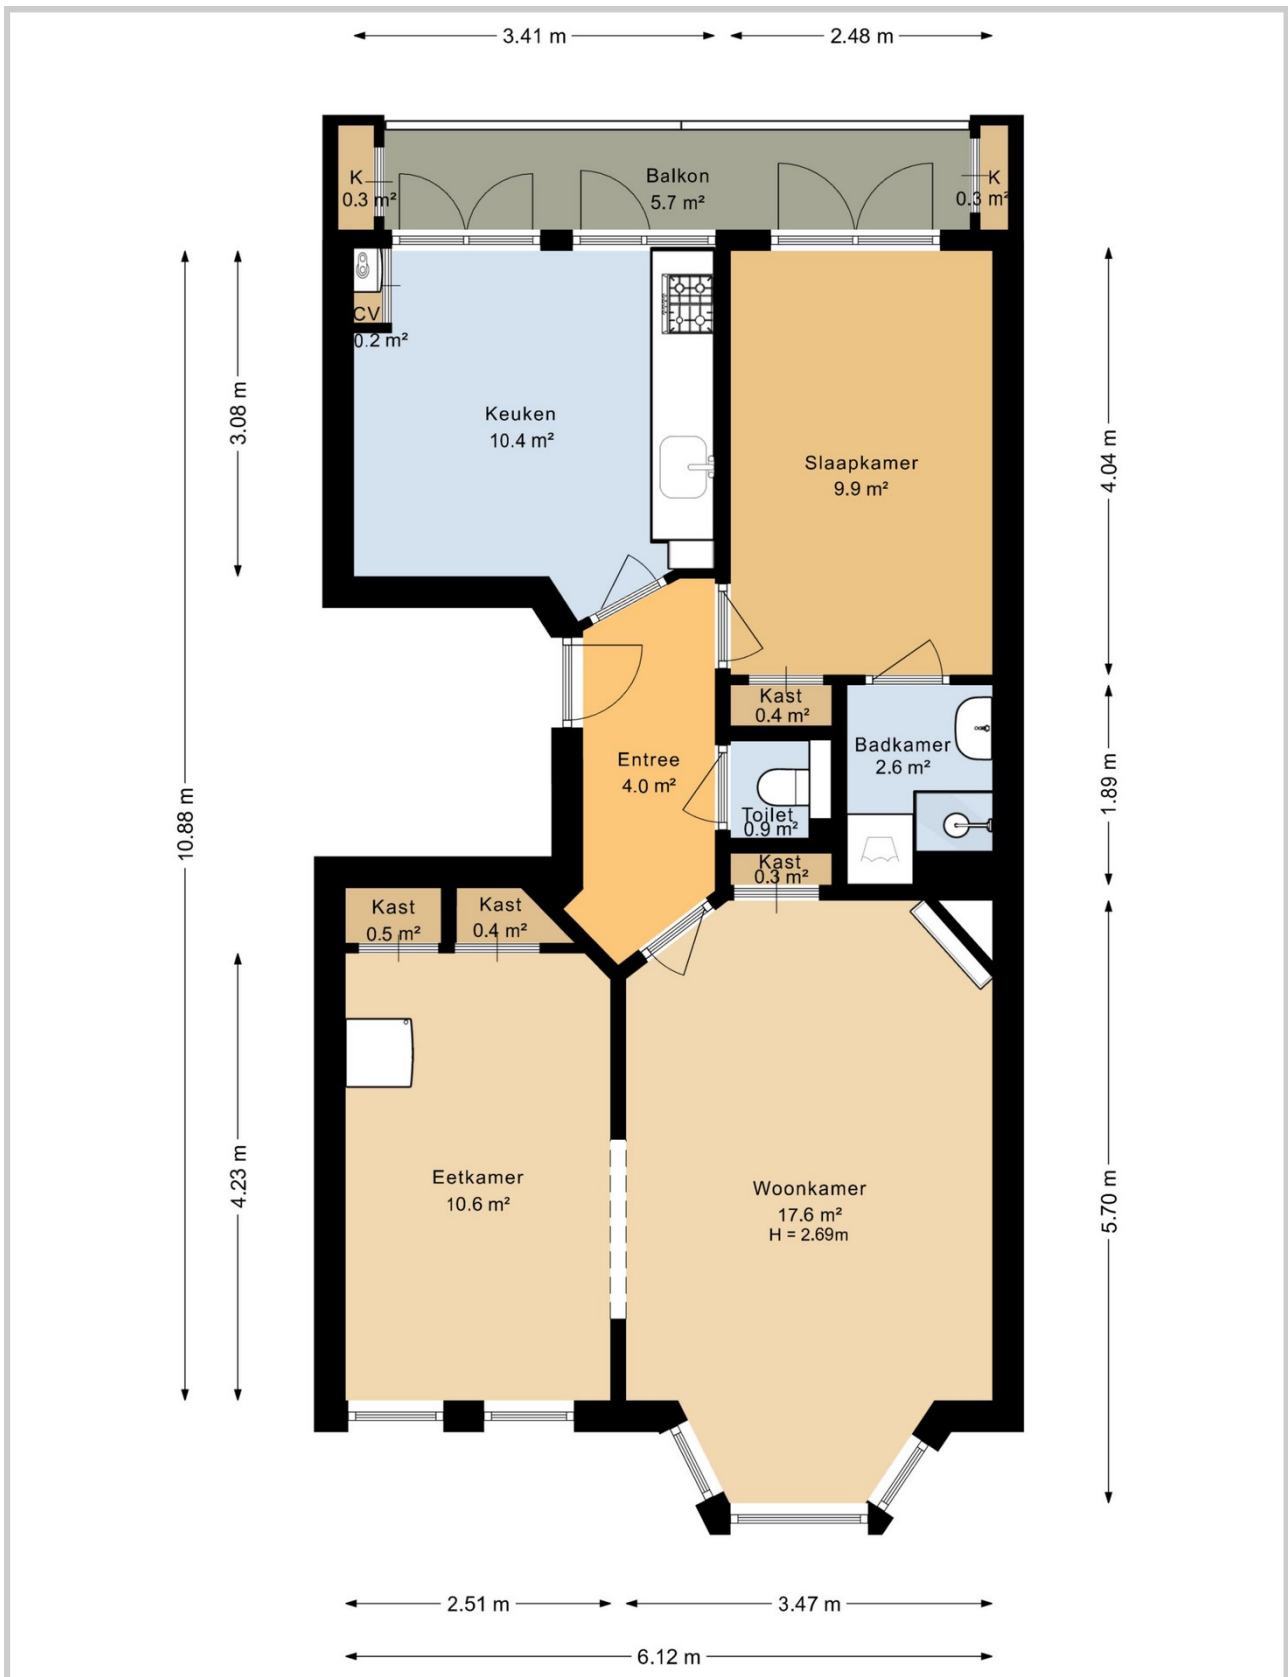 3.41 m
2.48 m
K
0.3 m²
Balkon
5.7 m²
K
0.3 m²
CV
0.2 m²
Keuken
10.4 m²
Slaapkamer
9.9 m²
3.08 m
4.04 m
Kast
0.4 m²
Badkamer
2.6 m²
Entree
4.0 m²
Toilet
0.9 m²
1.89 m
10.88 m
Kast
0.3 m²
Kast
0.5 m²
Kast
0.4 m²
Eetkamer
10.6 m²
Woonkamer
17.6 m²
H = 2.69m
4.23 m
5.70 m
2.51 m
3.47 m
6.12 m